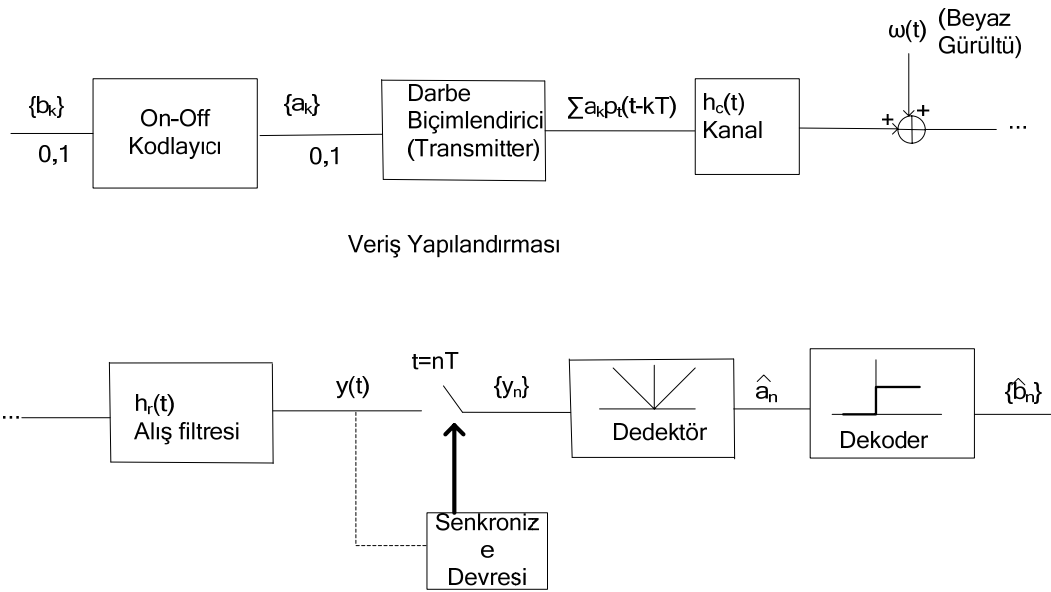 {bₖ}
0,1
On-Off
Kodlayıcı
{aₖ}
0,1
Darbe
Biçimlendirici
(Transmitter)
∑aₖpₜ(t-kT)
h꜀(t)
Kanal
ω(t)
(Beyaz
Gürültü)
+
+
...
Veriş Yapılandırması
...
hᵣ(t)
Alış filtresi
y(t)
t=nT
{yₙ}
Dedektör
âₙ
Dekoder
{b̂ₙ}
Senkroniz
e
Devresi